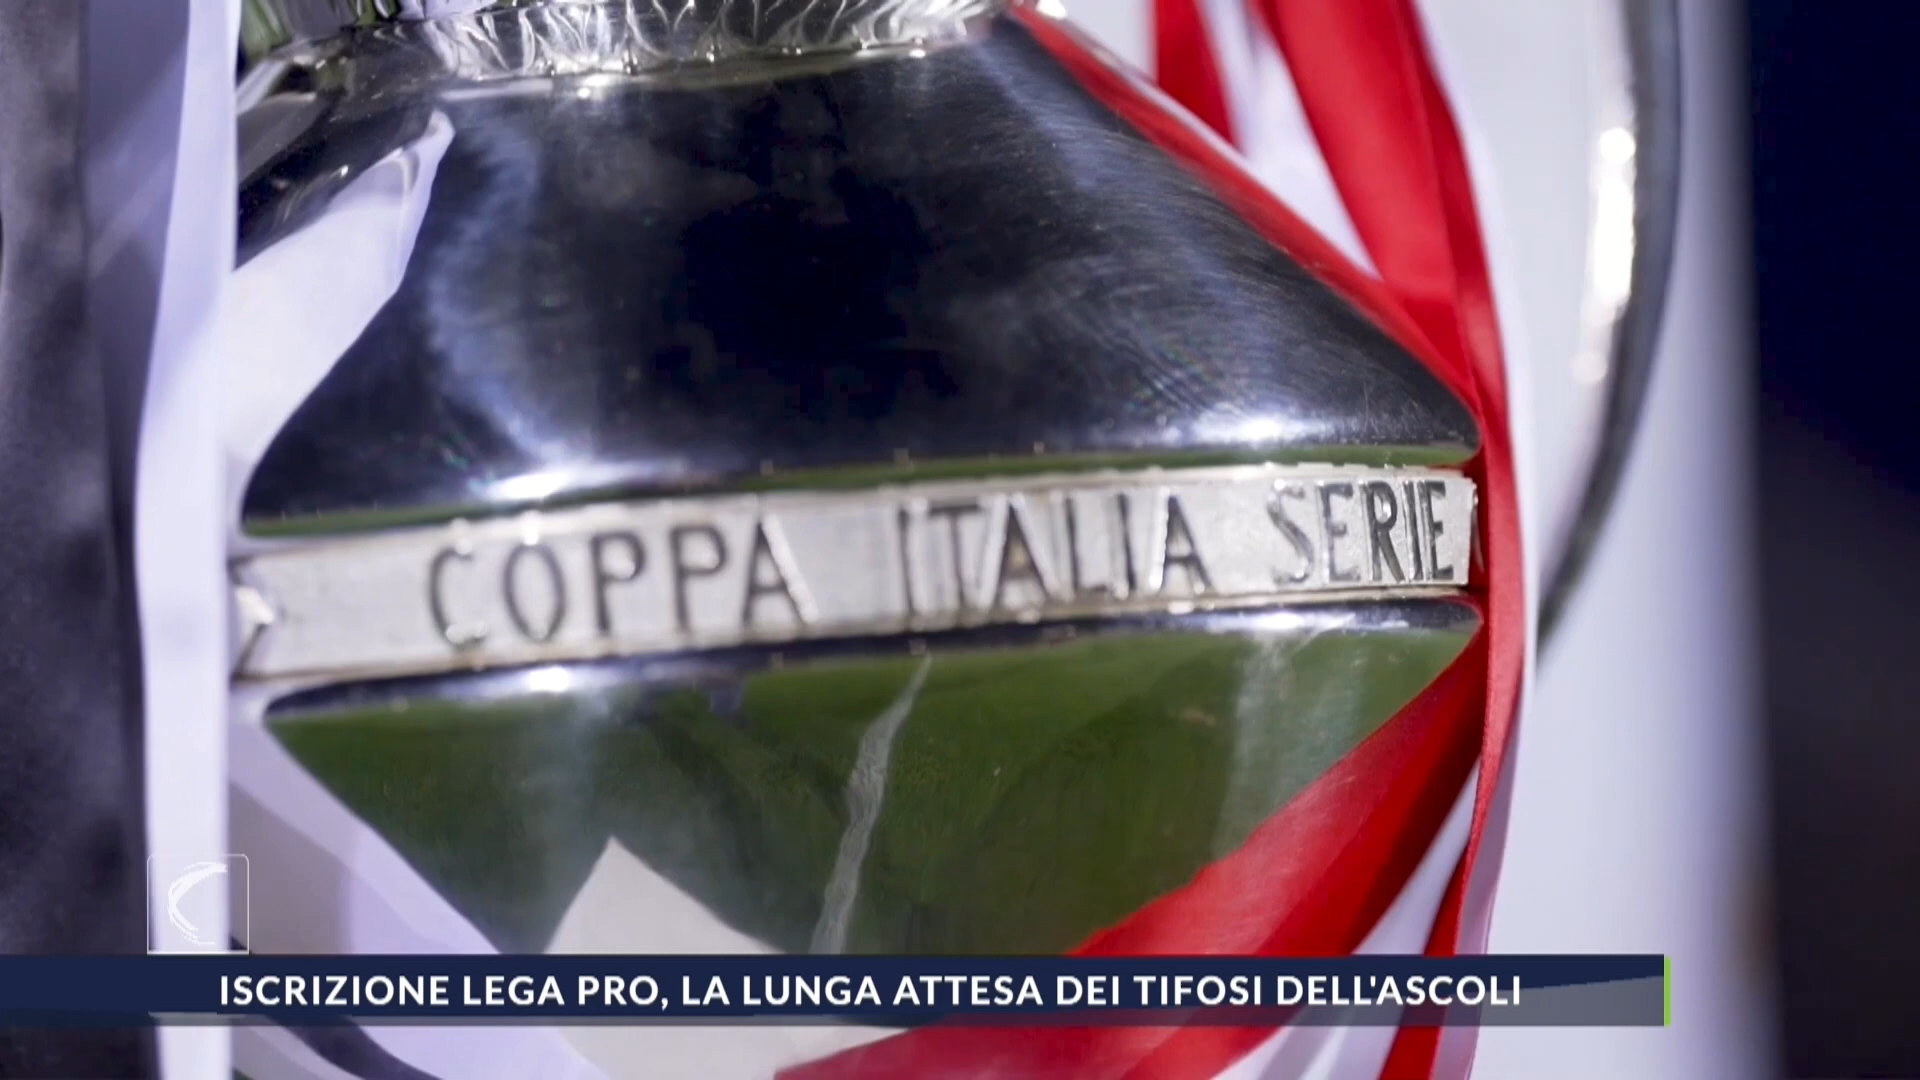 COPPA ITALIA SERIE
ISCRIZIONE LEGA PRO, LA LUNGA ATTESA DEI TIFOSI DELL'ASCOLI